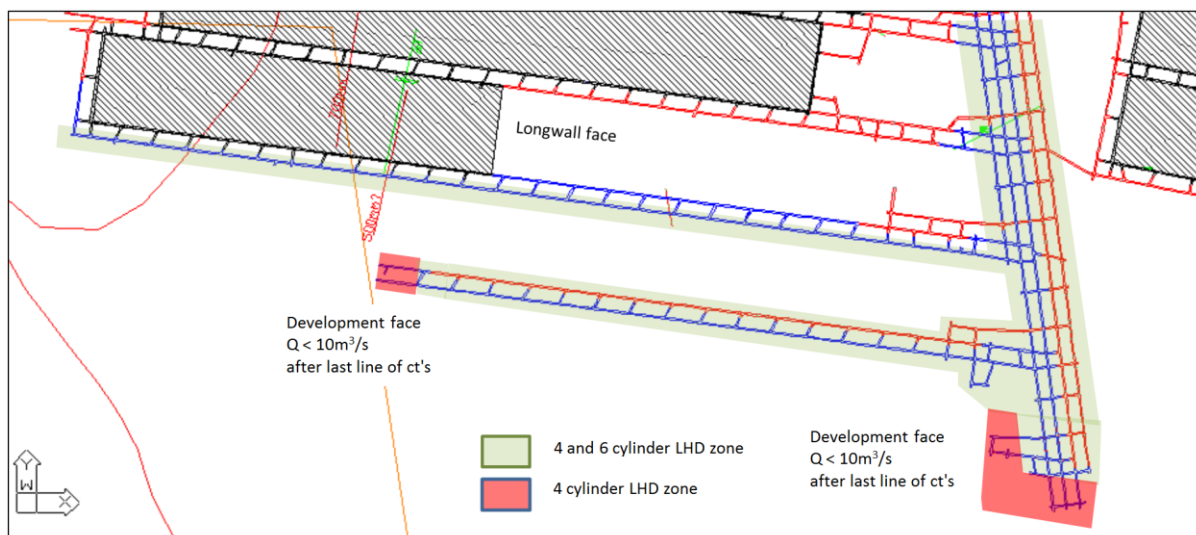 Longwall face
500mm?
Development face
Q < 10m³/s
after last line of ct's
4 and 6 cylinder LHD zone
4 cylinder LHD zone
Development face
Q < 10m³/s
after last line of ct's
Y
W
X